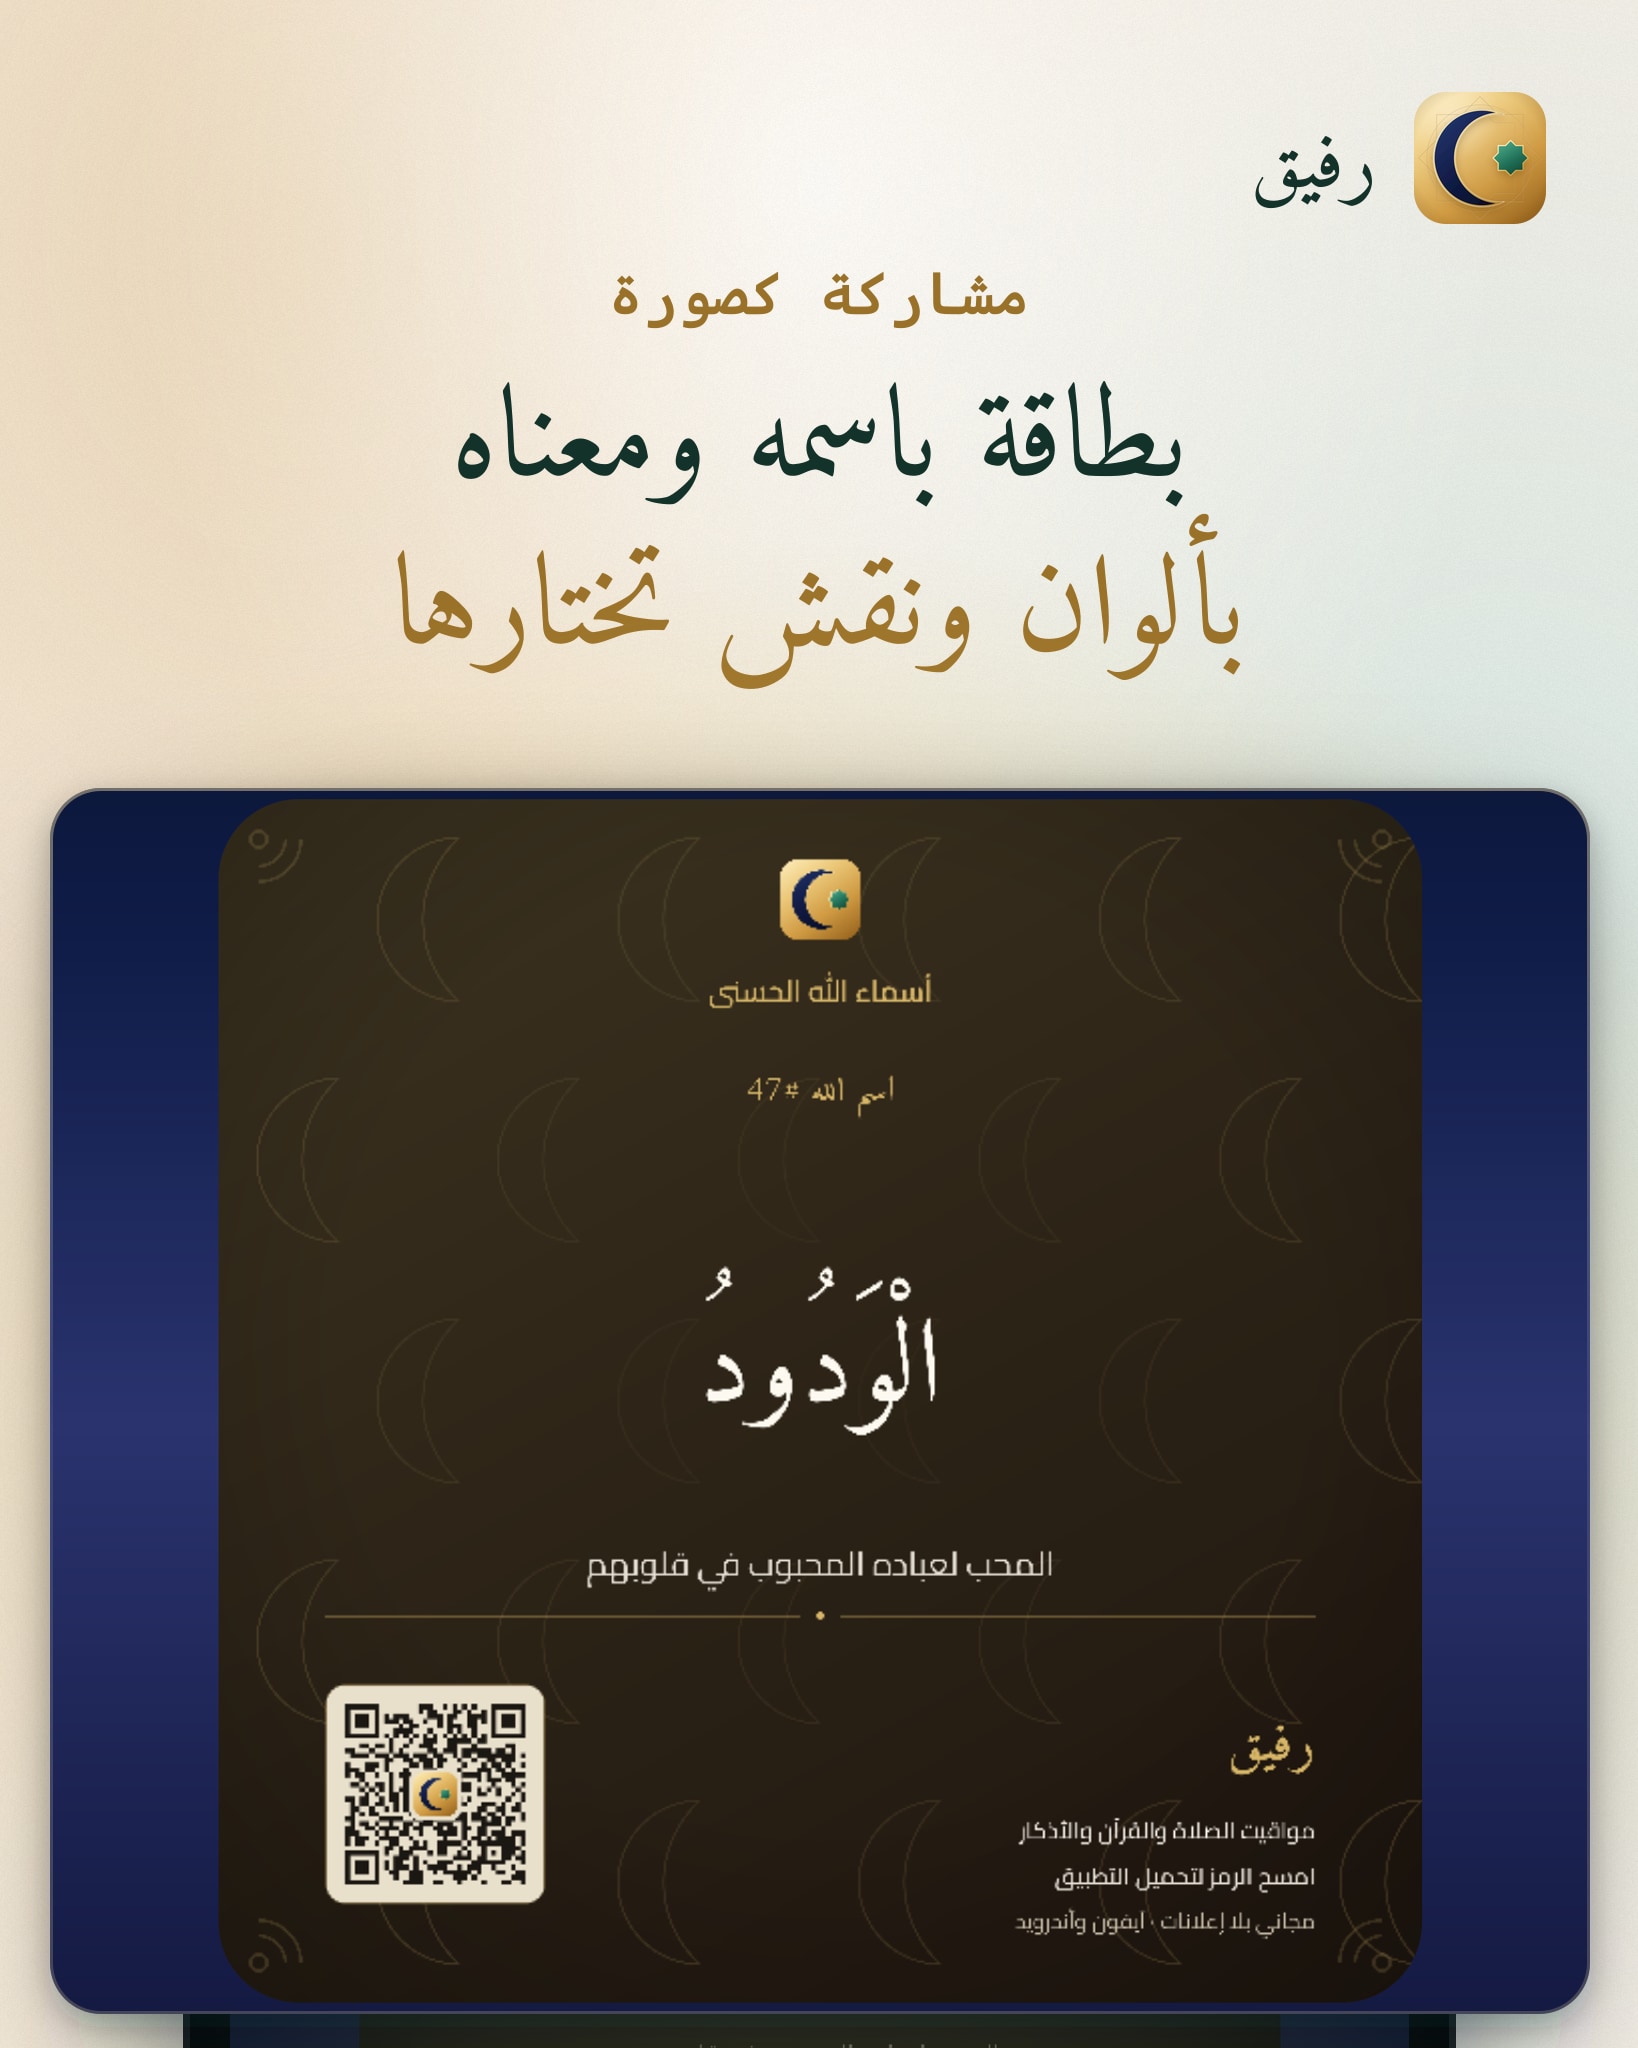 رفيق
مشاركة كصورة
بطاقة باسمه ومعناه
بألوان ونقش تختارها
أسماء الله الحسنى
اسم الله #47
الْوَدُودُ
المحب لعباده المحبوب في قلوبهم
رفيق
مواقيت الصلاة والقرآن والأذكار
امسح الرمز لتحميل التطبيق
مجاني بلا إعلانات · آيفون وأندرويد